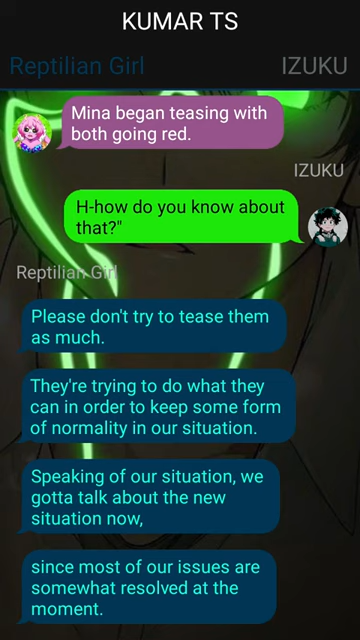 KUMAR TS
Reptilian Girl
IZUKU
Mina began teasing with
both going red.
IZUKU
H-how do you know about
that?"
Reptilian Girl
Please don't try to tease them
as much.
They're trying to do what they
can in order to keep some form
of normality in our situation.
Speaking of our situation, we
gotta talk about the new
situation now,
since most of our issues are
somewhat resolved at the
moment.